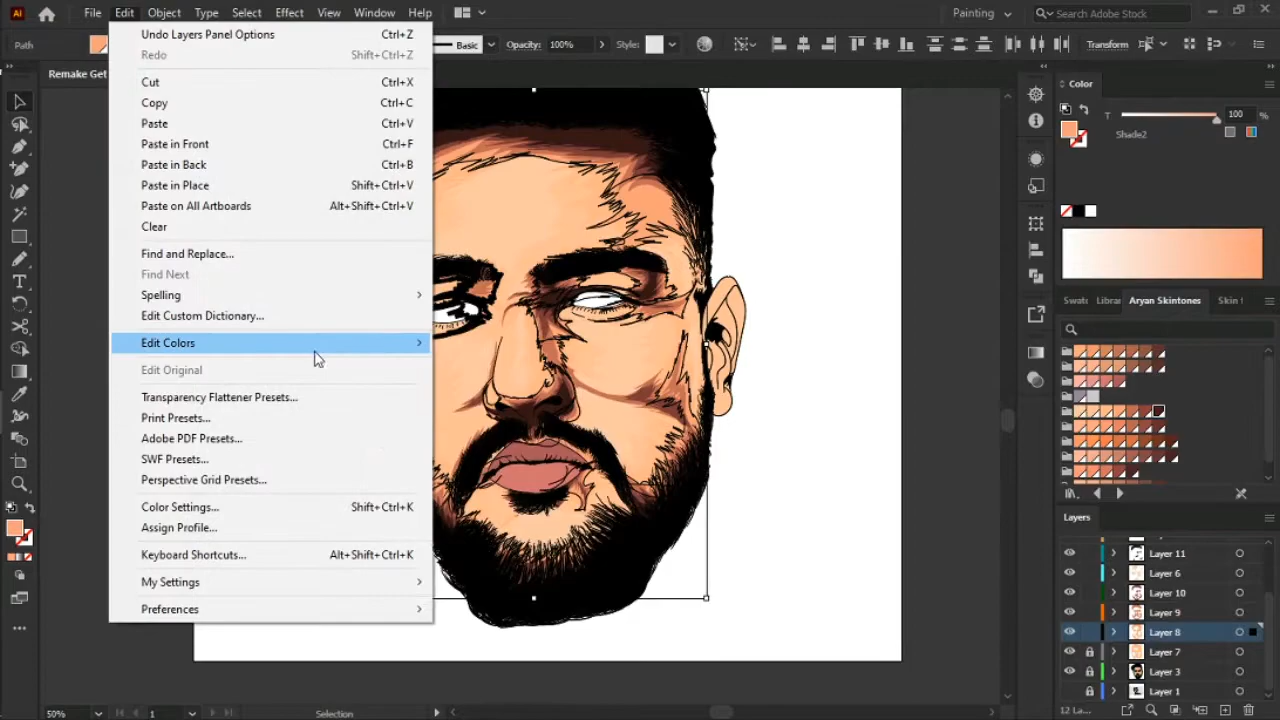 Ai File Edit Object Type Select Effect View Window Help Painting Search Adobe Stock
Path Basic Opacity: 100% Style: Transform
Remake Get
Undo Layers Panel Options Ctrl+Z
Redo Shift+Ctrl+Z
Cut Ctrl+X
Copy Ctrl+C
Paste Ctrl+V
Paste in Front Ctrl+F
Paste in Back Ctrl+B
Paste in Place Shift+Ctrl+V
Paste on All Artboards Alt+Shift+Ctrl+V
Clear
Find and Replace...
Find Next
Spelling
Edit Custom Dictionary...
Edit Colors
Edit Original
Transparency Flattener Presets...
Print Presets...
Adobe PDF Presets...
SWF Presets...
Perspective Grid Presets...
Color Settings... Shift+Ctrl+K
Assign Profile...
Keyboard Shortcuts... Alt+Shift+Ctrl+K
My Settings
Preferences
Color
T 100 %
Shade2
Swatc Librar Aryan Skintones Skin
Layers
Layer 11
Layer 6
Layer 10
Layer 9
Layer 8
Layer 7
Layer 3
Layer 1
12 La...
50% 1 Selection